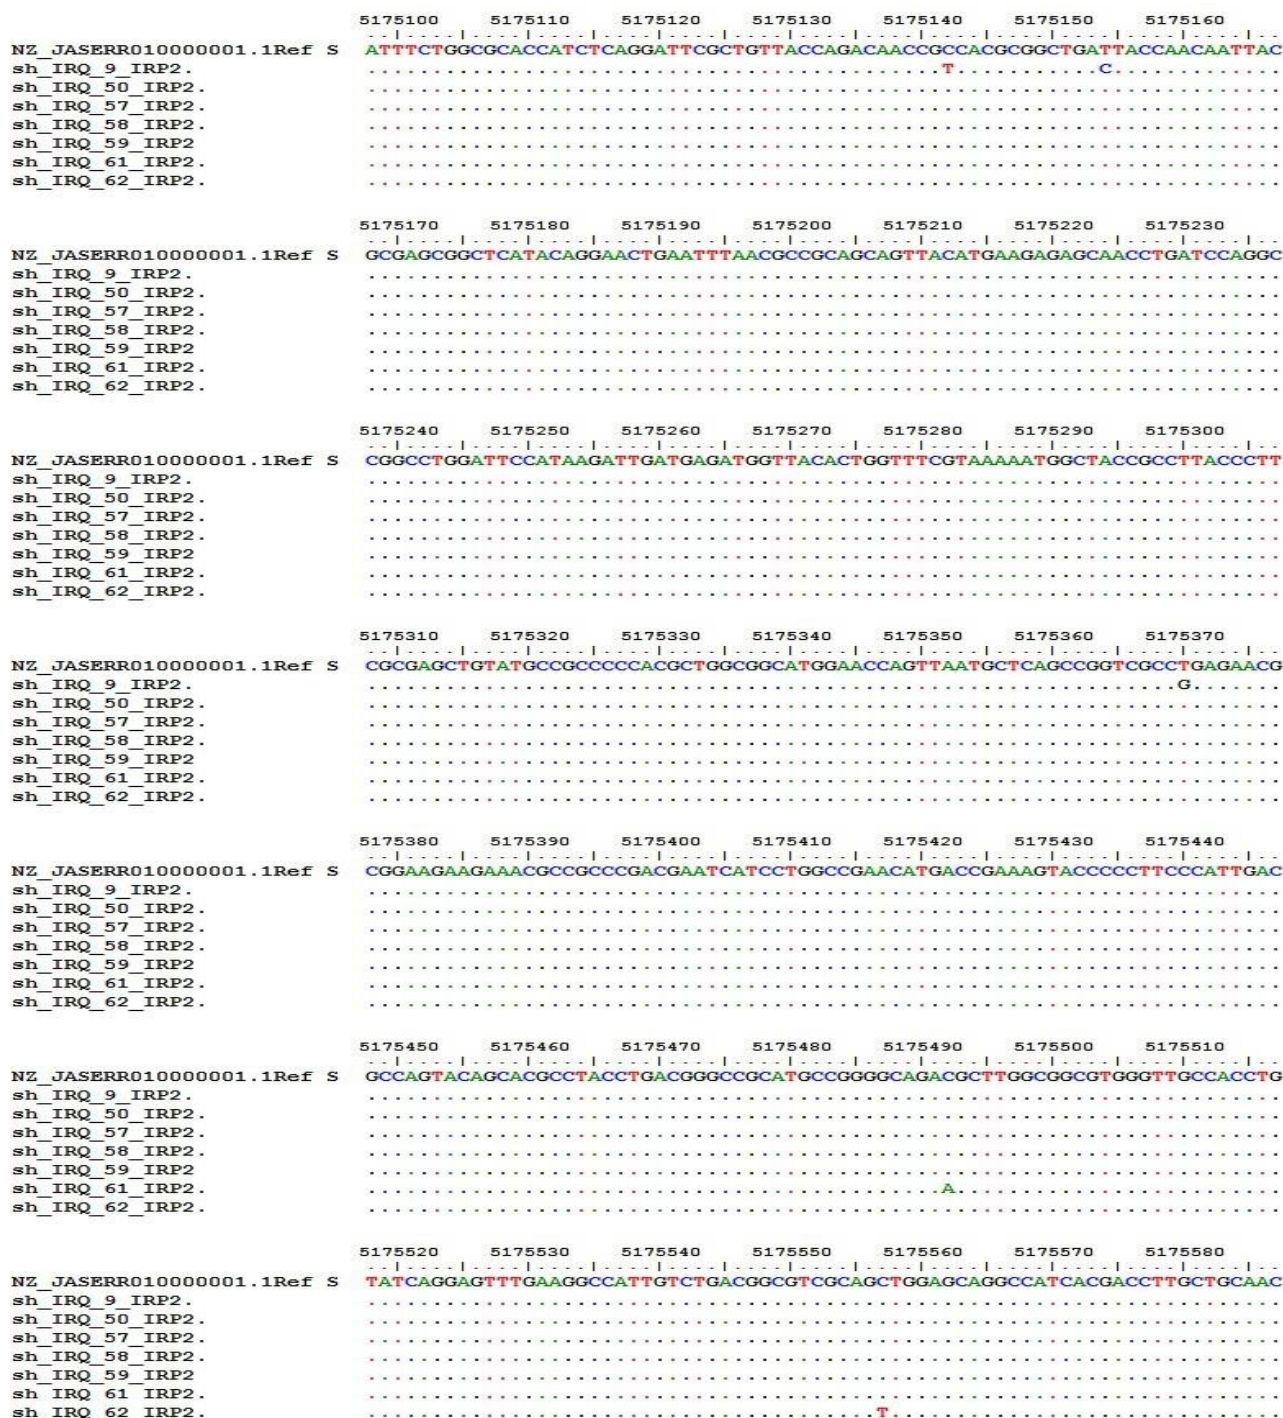 5175100 5175110 5175120 5175130 5175140 5175150 5175160
..|....|....|....|....|....|....|....|....|....|....|....|....|....|..
NZ_JASERR010000001.1Ref S ATTTCTGGCGCACCATCTCAGGATTCGCTGTTACCAGACAACCGCCACGCGGCTGATTACCAACAATTAC
sh_IRQ_9_IRP2. ............................................T...........C.............
sh_IRQ_50_IRP2. ......................................................................
sh_IRQ_57_IRP2. ......................................................................
sh_IRQ_58_IRP2. ......................................................................
sh_IRQ_59_IRP2 ......................................................................
sh_IRQ_61_IRP2. ......................................................................
sh_IRQ_62_IRP2. ......................................................................
5175170 5175180 5175190 5175200 5175210 5175220 5175230
..|....|....|....|....|....|....|....|....|....|....|....|....|....|..
NZ_JASERR010000001.1Ref S GCGAGCGGCTCATACAGGAACTGAATTTAACGCCGCAGCAGTTACATGAAGAGAGCAACCTGATCCAGGC
sh_IRQ_9_IRP2. ......................................................................
sh_IRQ_50_IRP2. ......................................................................
sh_IRQ_57_IRP2. ......................................................................
sh_IRQ_58_IRP2. ......................................................................
sh_IRQ_59_IRP2 ......................................................................
sh_IRQ_61_IRP2. ......................................................................
sh_IRQ_62_IRP2. ......................................................................
5175240 5175250 5175260 5175270 5175280 5175290 5175300
..|....|....|....|....|....|....|....|....|....|....|....|....|....|..
NZ_JASERR010000001.1Ref S CGGCCTGGATTCCATAAGATTGATGAGATGGTTACACTGGTTTCGTAAAAATGGCTACCGCCTTACCCTT
sh_IRQ_9_IRP2. ......................................................................
sh_IRQ_50_IRP2. ......................................................................
sh_IRQ_57_IRP2. ......................................................................
sh_IRQ_58_IRP2. ......................................................................
sh_IRQ_59_IRP2 ......................................................................
sh_IRQ_61_IRP2. ......................................................................
sh_IRQ_62_IRP2. ......................................................................
5175310 5175320 5175330 5175340 5175350 5175360 5175370
..|....|....|....|....|....|....|....|....|....|....|....|....|....|..
NZ_JASERR010000001.1Ref S CGCGAGCTGTATGCCGCCCCCACGCTGGCGGCATGGAACCAGTTAATGCTCAGCCGGTCGCCTGAGAACG
sh_IRQ_9_IRP2. ..............................................................G.......
sh_IRQ_50_IRP2. ......................................................................
sh_IRQ_57_IRP2. ......................................................................
sh_IRQ_58_IRP2. ......................................................................
sh_IRQ_59_IRP2 ......................................................................
sh_IRQ_61_IRP2. ......................................................................
sh_IRQ_62_IRP2. ......................................................................
5175380 5175390 5175400 5175410 5175420 5175430 5175440
..|....|....|....|....|....|....|....|....|....|....|....|....|....|..
NZ_JASERR010000001.1Ref S CGGAAGAAGAAACGCCGCCCGACGAATCATCCTGGCCGAACATGACCGAAAGTACCCCCTTCCCATTGAC
sh_IRQ_9_IRP2. ......................................................................
sh_IRQ_50_IRP2. ......................................................................
sh_IRQ_57_IRP2. ......................................................................
sh_IRQ_58_IRP2. ......................................................................
sh_IRQ_59_IRP2 ......................................................................
sh_IRQ_61_IRP2. ......................................................................
sh_IRQ_62_IRP2. ......................................................................
5175450 5175460 5175470 5175480 5175490 5175500 5175510
..|....|....|....|....|....|....|....|....|....|....|....|....|....|..
NZ_JASERR010000001.1Ref S GCCAGTACAGCACGCCTACCTGACGGGCCGCATGCCGGGGCAGACGCTTGGCGGCGTGGGTTGCCACCTG
sh_IRQ_9_IRP2. ......................................................................
sh_IRQ_50_IRP2. ......................................................................
sh_IRQ_57_IRP2. ......................................................................
sh_IRQ_58_IRP2. ......................................................................
sh_IRQ_59_IRP2 ......................................................................
sh_IRQ_61_IRP2. ............................................A.........................
sh_IRQ_62_IRP2. ......................................................................
5175520 5175530 5175540 5175550 5175560 5175570 5175580
..|....|....|....|....|....|....|....|....|....|....|....|....|....|..
NZ_JASERR010000001.1Ref S TATCAGGAGTTTGAAGGCCATTGTCTGACGGCGTCGCAGCTGGAGCAGGCCATCACGACCTTGCTGCAAC
sh_IRQ_9_IRP2. ......................................................................
sh_IRQ_50_IRP2. ......................................................................
sh_IRQ_57_IRP2. ......................................................................
sh_IRQ_58_IRP2. ......................................................................
sh_IRQ_59_IRP2 ......................................................................
sh_IRQ_61_IRP2. ......................................................................
sh_IRQ_62_IRP2. .......................................T..............................